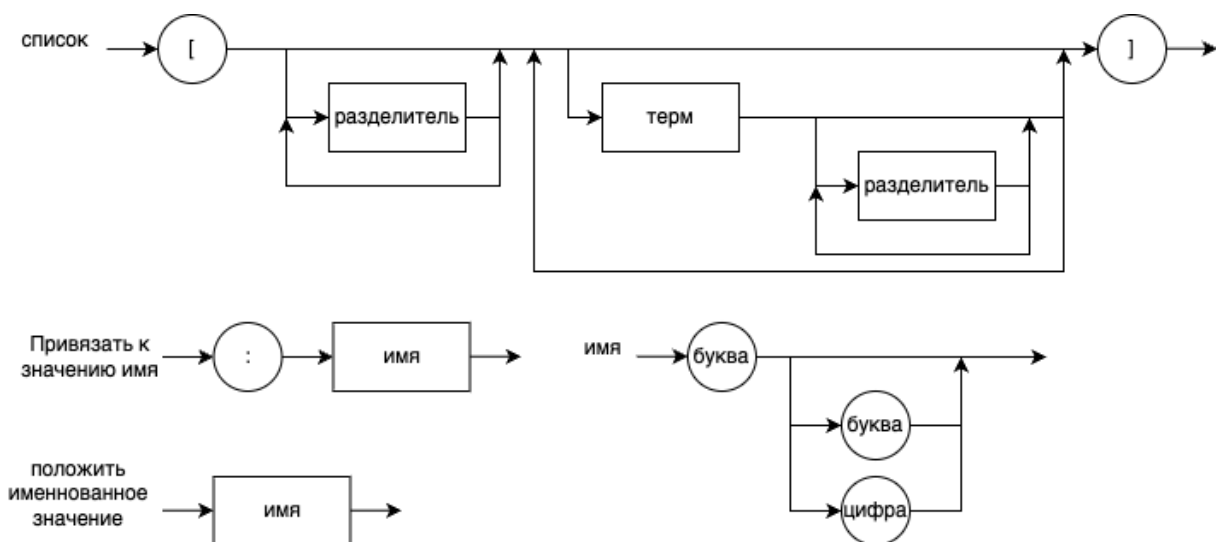 список
[
]
разделитель
терм
разделитель
Привязать к
значению имя
:
имя
имя
буква
буква
цифра
положить
именнованное
значение
имя